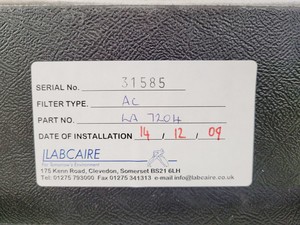 SERIAL No. 31585
FILTER TYPE. AC
PART NO. LA 7204
DATE OF INSTALLATION 14 / 12 / 09
LABCAIRE
175 Kenn Road, Clevedon, Somerset BS21 6LH
Tel 01275 793000 Fax 01275 341313 e-mail info@labcaire.co.uk